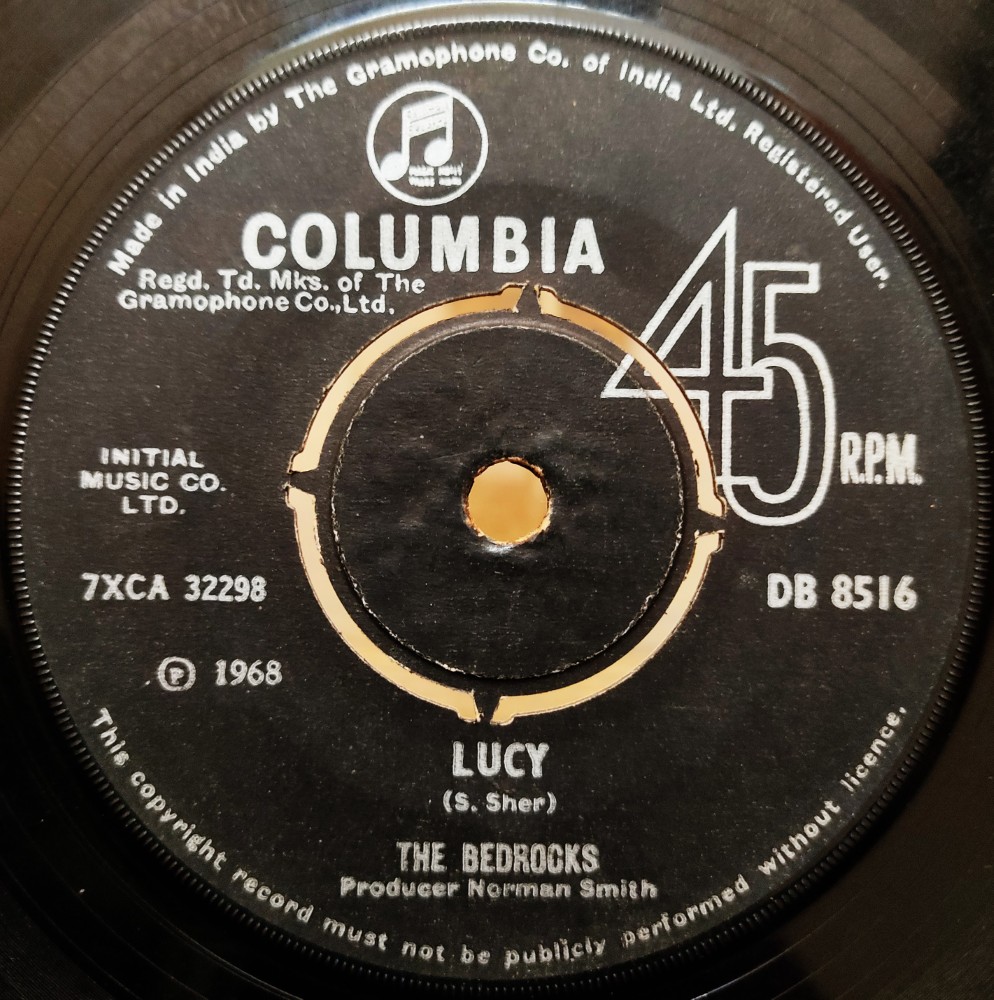 Made in India by The Gramophone Co. of India Ltd. Registered User.
COLUMBIA
Regd. Td. Mks. of The
Gramophone Co., Ltd.
45
R.P.M.
INITIAL
MUSIC CO.
LTD.
7XCA 32298
DB 8516
℗ 1968
LUCY
(S. Sher)
THE BEDROCKS
Producer Norman Smith
This copyright record must not be publicly performed without licence.